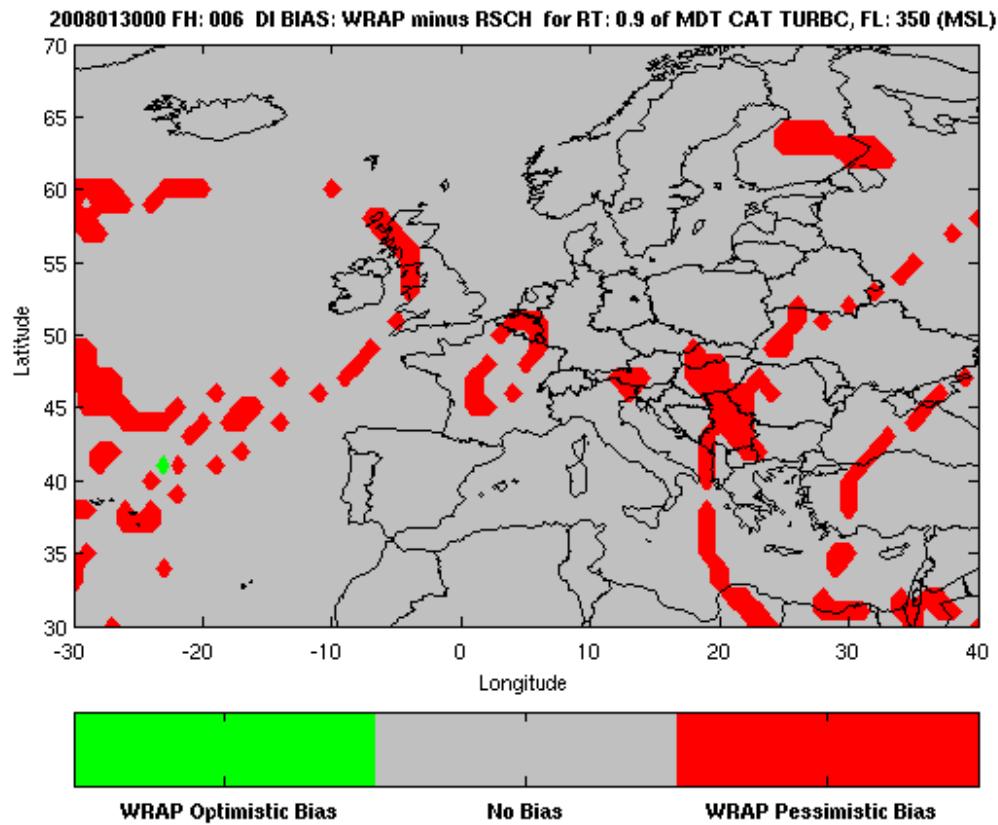 2008013000 FH: 006 DI BIAS: WRAP minus RSCH for RT: 0.9 of MDT CAT TURBC, FL: 350 (MSL)
70
65
60
55
50
45
40
35
30
Latitude
-30 -20 -10 0 10 20 30 40
Longitude
WRAP Optimistic Bias No Bias WRAP Pessimistic Bias